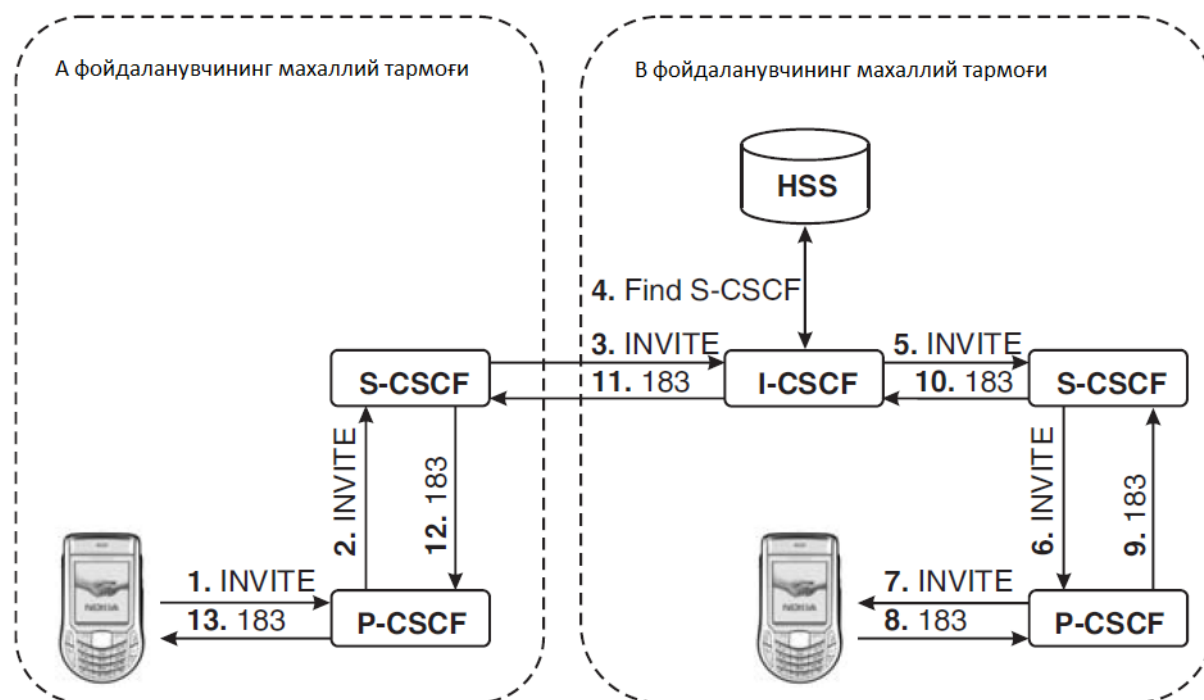 А фойдаланувчининг махаллий тармоғи
В фойдаланувчининг махаллий тармоғи
HSS
4. Find S-CSCF
3. INVITE
5. INVITE
S-CSCF
11. 183
I-CSCF
10. 183
S-CSCF
2. INVITE
12. 183
6. INVITE
9. 183
1. INVITE
13. 183
P-CSCF
7. INVITE
8. 183
P-CSCF
NOKIA
NOKIA